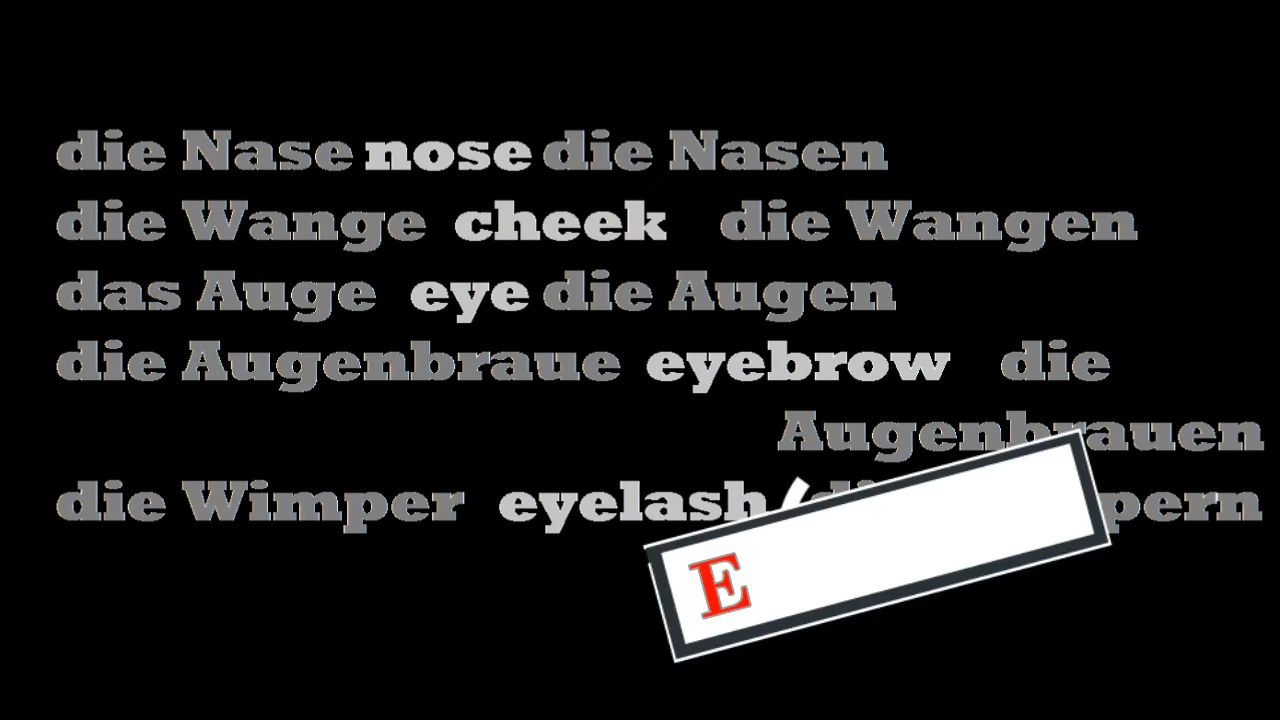 die Nase nose die Nasen
die Wange cheek die Wangen
das Auge eye die Augen
die Augenbraue eyebrow die
Augenbrauen
die Wimper eyelash
E